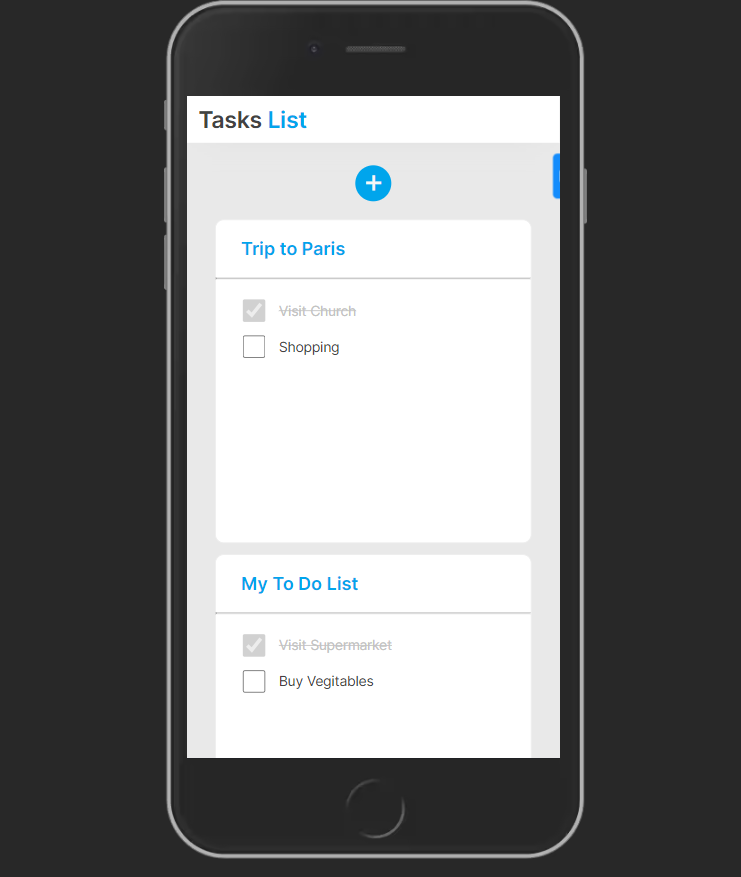 Tasks List
Trip to Paris
Visit Church
Shopping
My To Do List
Visit Supermarket
Buy Vegitables